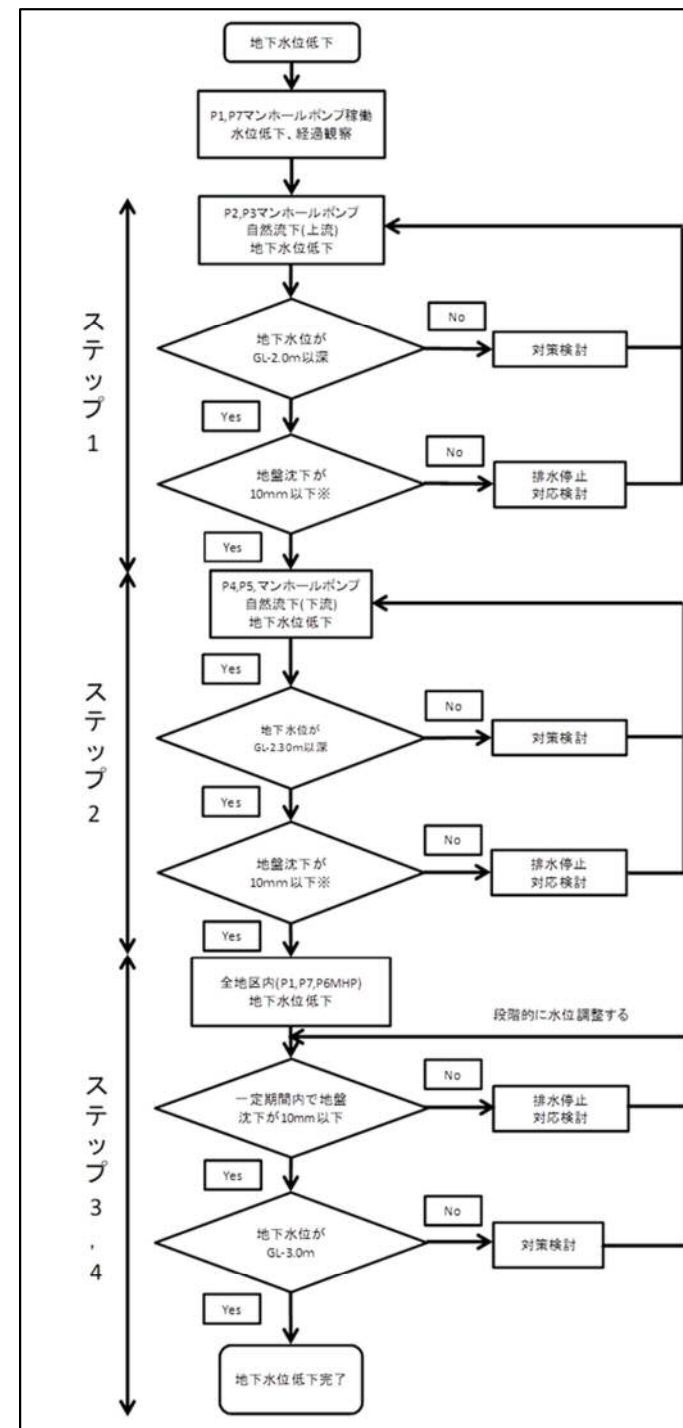 地下水位低下
P1,P7マンホールポンプ稼働
水位低下、経過観察
ステップ1
P2,P3マンホールポンプ
自然流下(上流)
地下水位低下
地下水位が
GL-2.0m以深
No
対策検討
Yes
地盤沈下が
10mm以下※
No
排水停止
対応検討
Yes
ステップ2
P4,P5,マンホールポンプ
自然流下(下流)
地下水位低下
Yes
地下水位が
GL-2.30m以深
No
対策検討
Yes
地盤沈下が
10mm以下※
No
排水停止
対応検討
Yes
ステップ3,4
全地区内(P1,P7,P6MHP)
地下水位低下
段階的に水位調整する
一定期間内で地盤
沈下が10mm以下
No
排水停止
対応検討
Yes
地下水位が
GL-3.0m
No
対策検討
Yes
地下水位低下完了